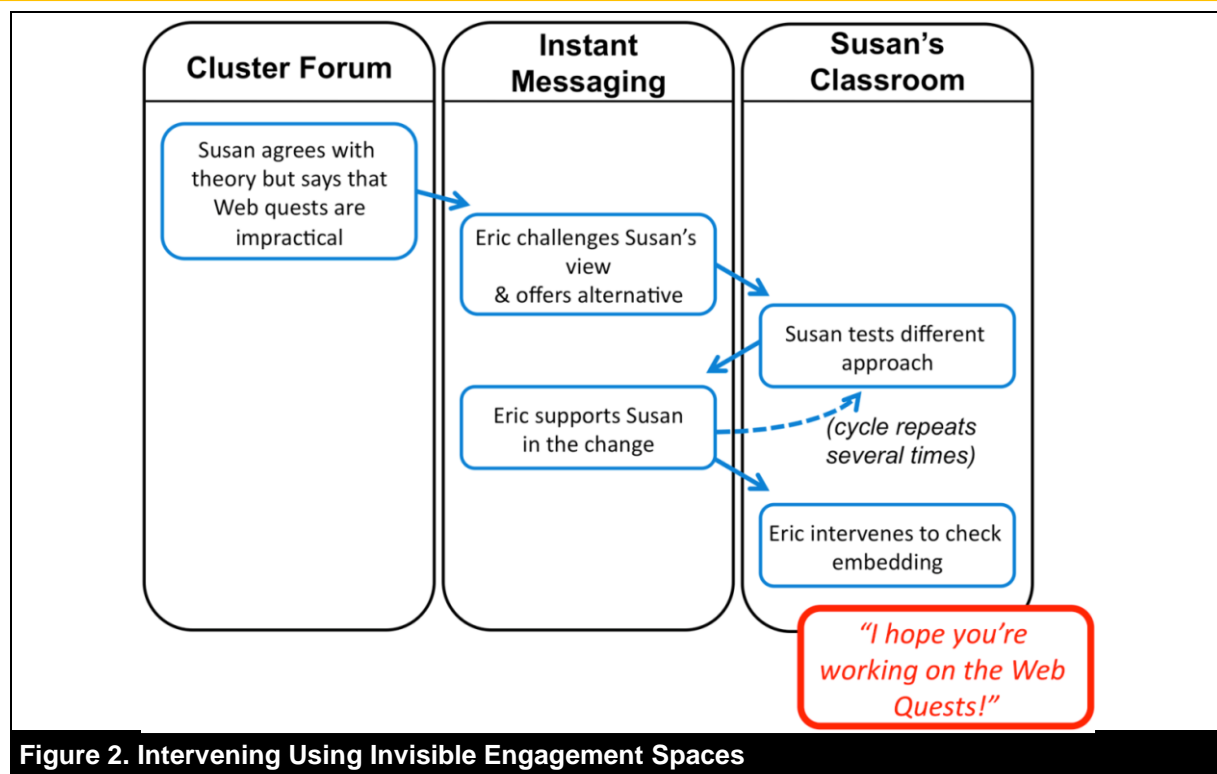 Cluster Forum
Instant
Messaging
Susan's
Classroom
Susan agrees with
theory but says that
Web quests are
impractical
Eric challenges Susan’s
view
& offers alternative
Susan tests different
approach
Eric supports Susan
in the change
(cycle repeats
several times)
Eric intervenes to check
embedding
“I hope you’re
working on the Web
Quests!”
Figure 2. Intervening Using Invisible Engagement Spaces